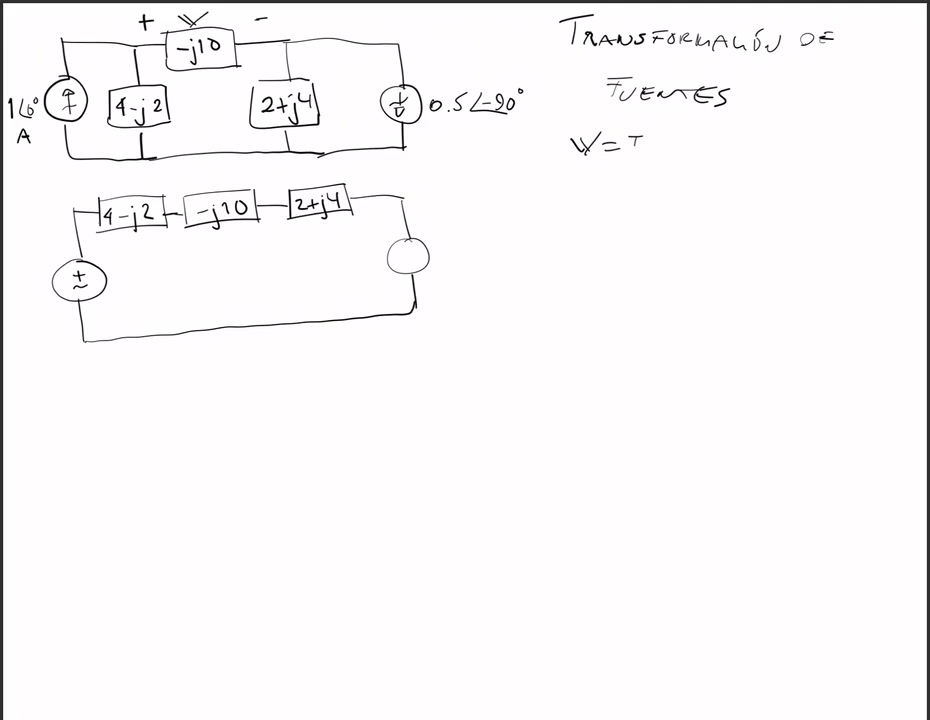 + V -
-j10
1∠0° 4-j2 2+j4 0.5∠-90°
A
4-j2 -j10 2+j4
+
~
TRANSFORMACIÓN DE
FUENTES
V = I